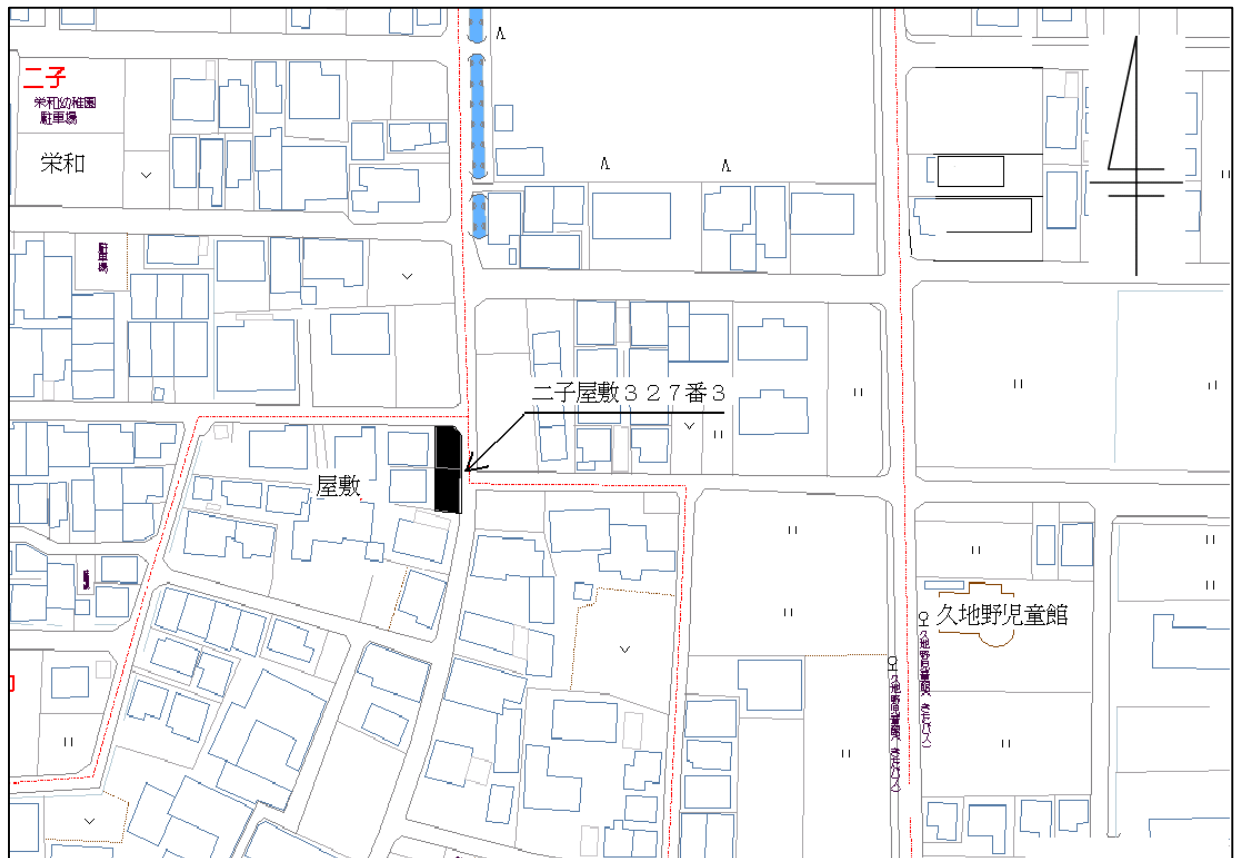 二子
栄和幼稚園
駐車場
栄和
駐車場
二子屋敷３２７番３
屋敷
久地野児童館